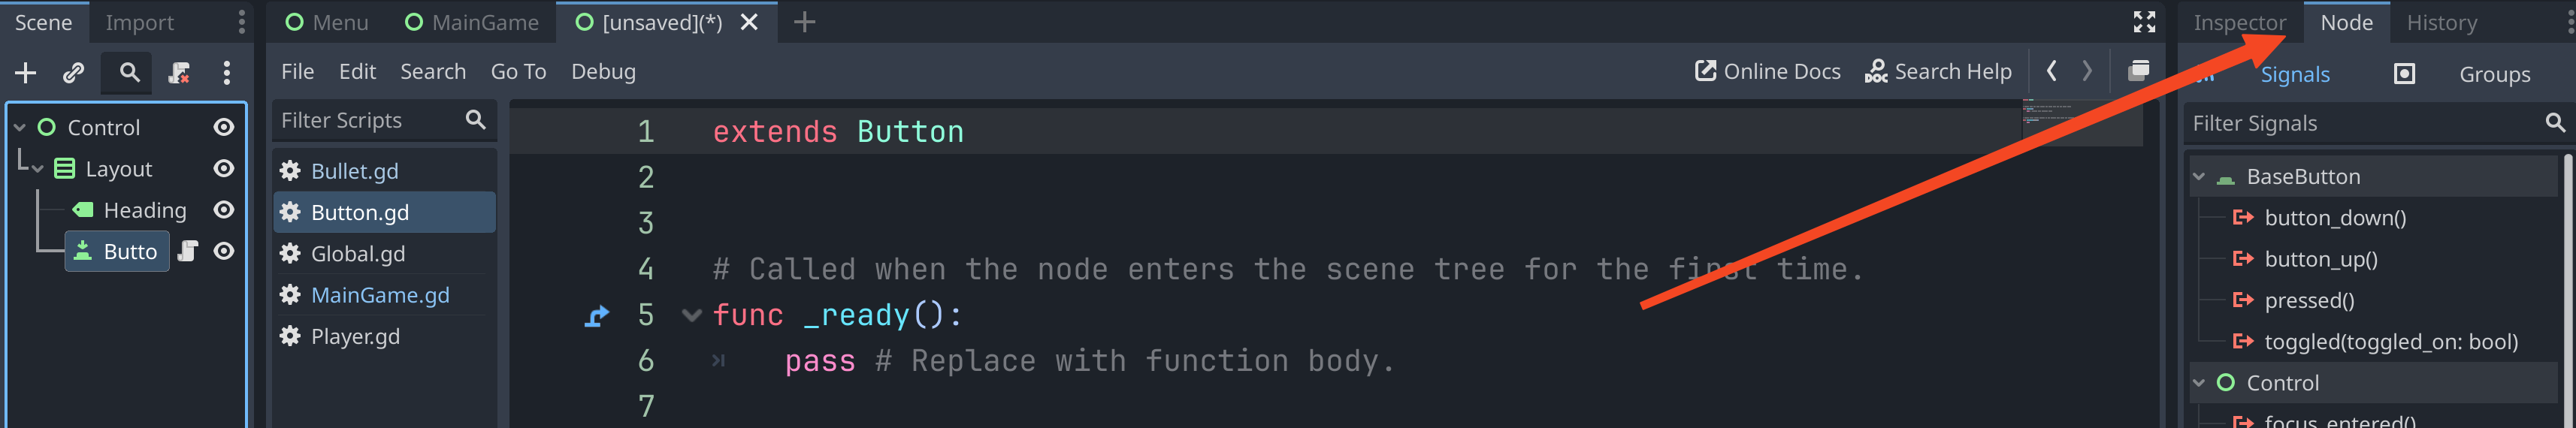 Scene Import
Menu MainGame [unsaved](*)
Inspector Node History
File Edit Search Go To Debug
Online Docs DOC Search Help
Signals Groups
Control
Layout
Heading
Butto
Filter Scripts
Bullet.gd
Button.gd
Global.gd
MainGame.gd
Player.gd
1 extends Button
2
3
4 # Called when the node enters the scene tree for the first time.
5 func _ready():
6 pass # Replace with function body.
7
Filter Signals
BaseButton
button_down()
button_up()
pressed()
toggled(toggled_on: bool)
Control
focus_entered()